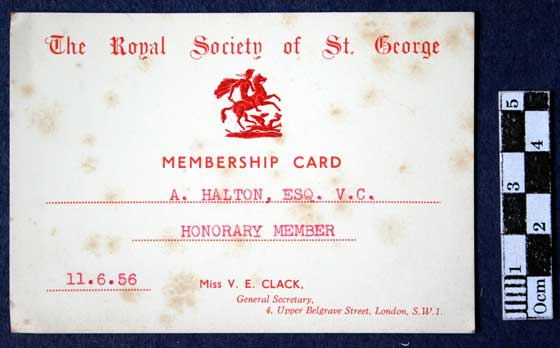 The Royal Society of St. George
MEMBERSHIP CARD
A. HALTON, ESQ. V.C.
HONORARY MEMBER
11.6.56
Miss V. E. CLACK,
General Secretary,
4, Upper Belgrave Street, London, S.W.1.
5
4
3
2
1
0cm